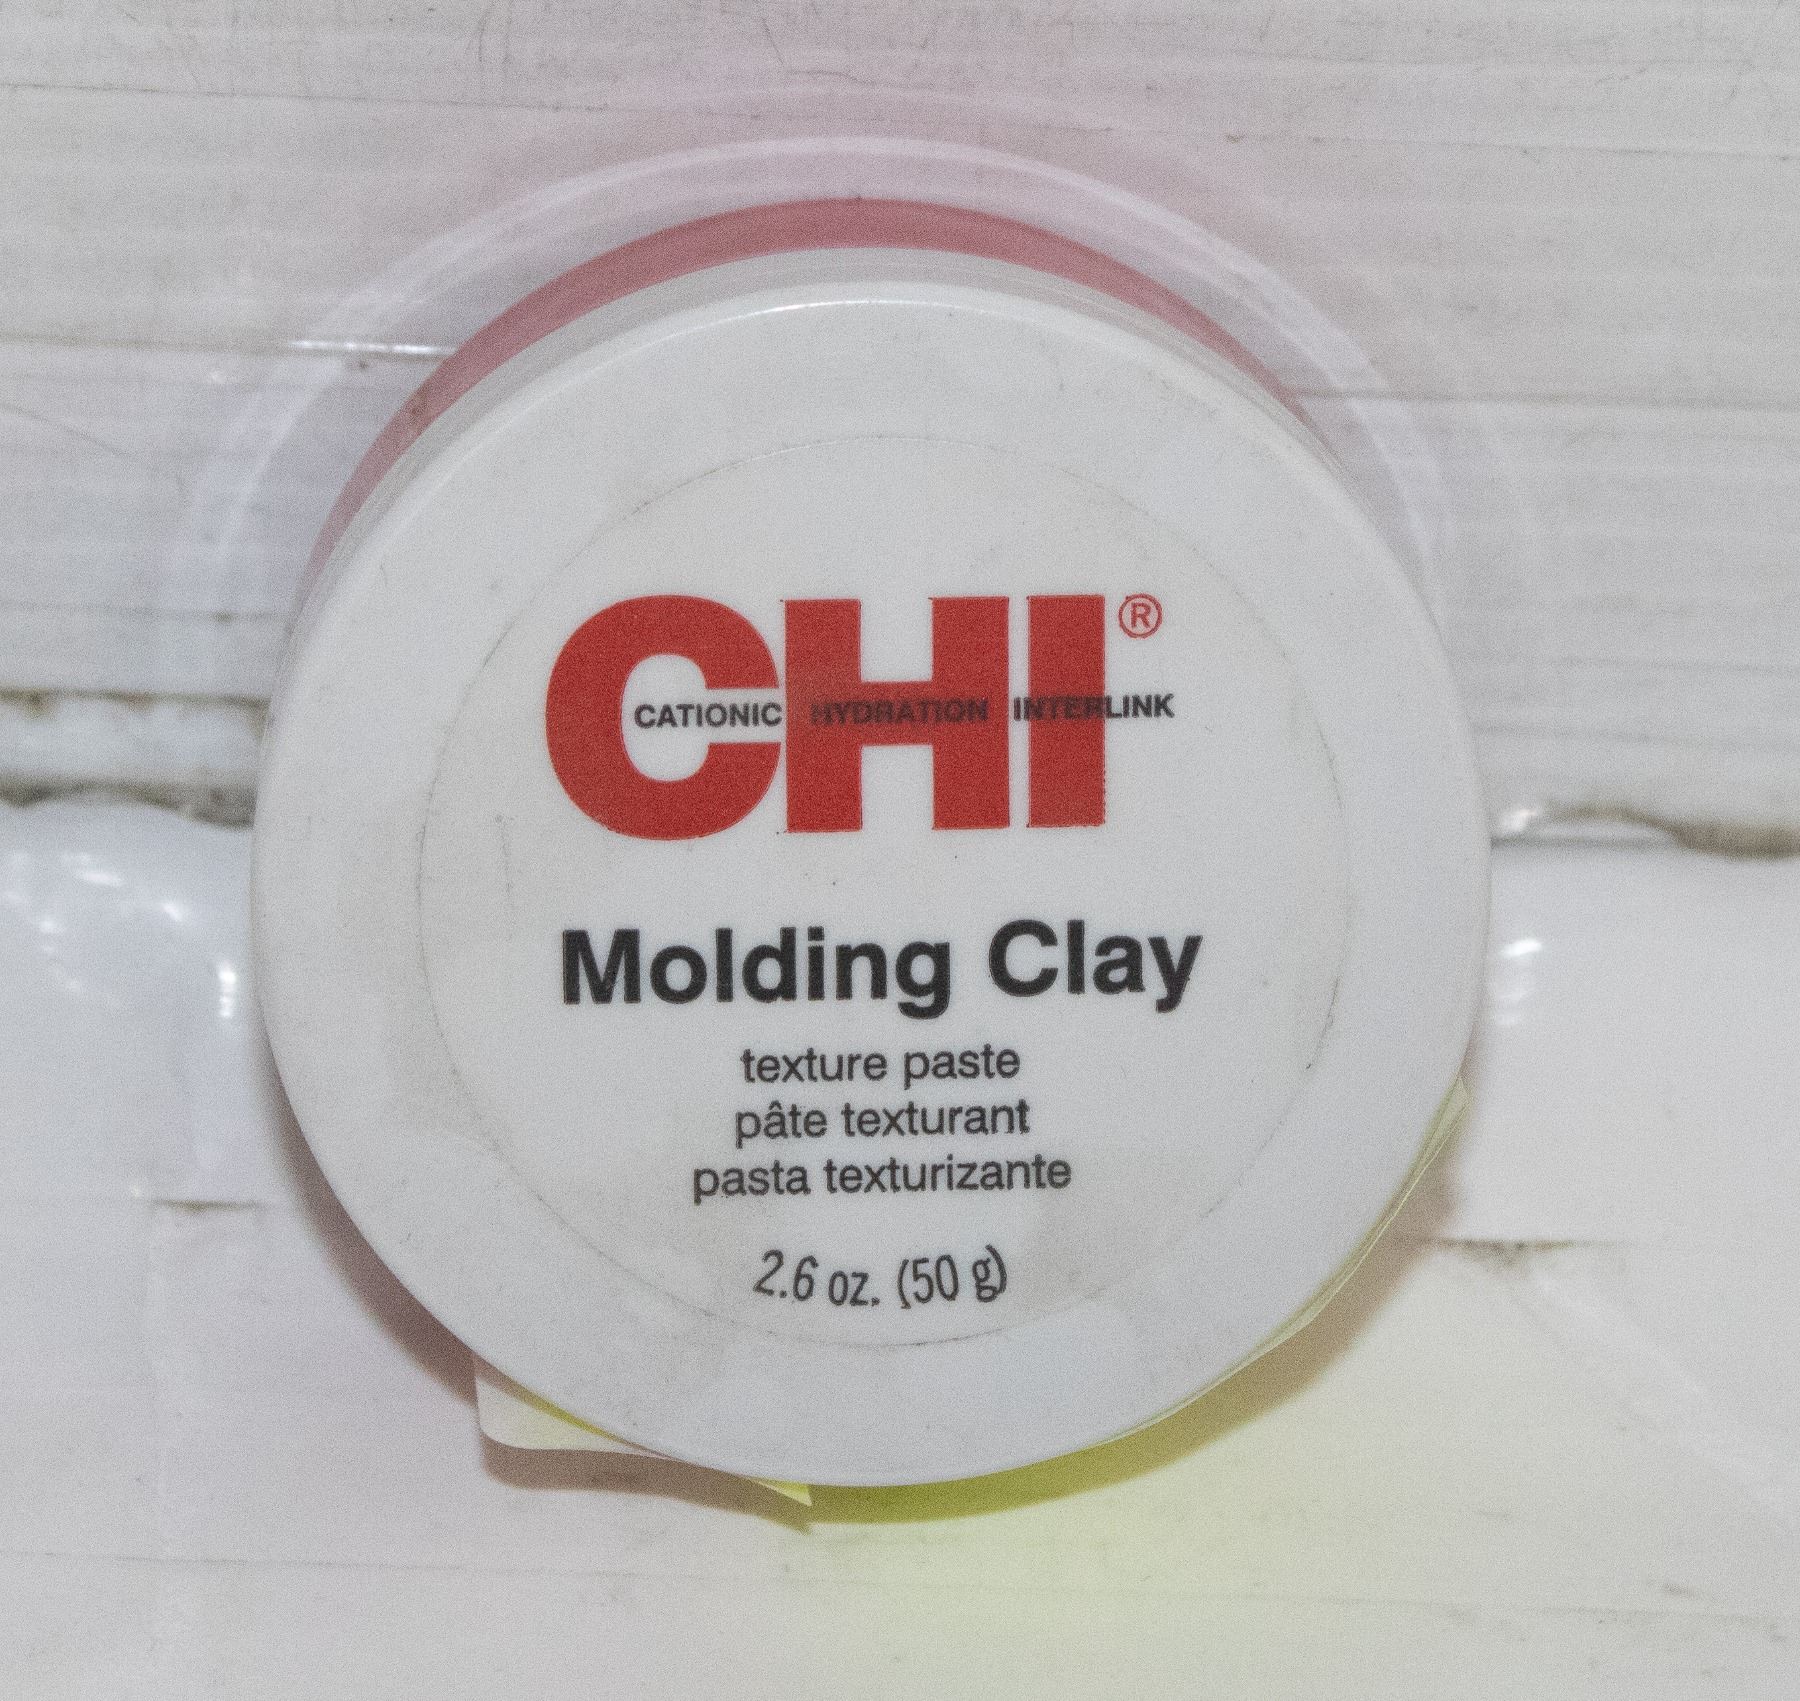 CHI®
CATIONIC HYDRATION INTERLINK
Molding Clay
texture paste
pâte texturant
pasta texturizante
2.6 oz. (50 g)